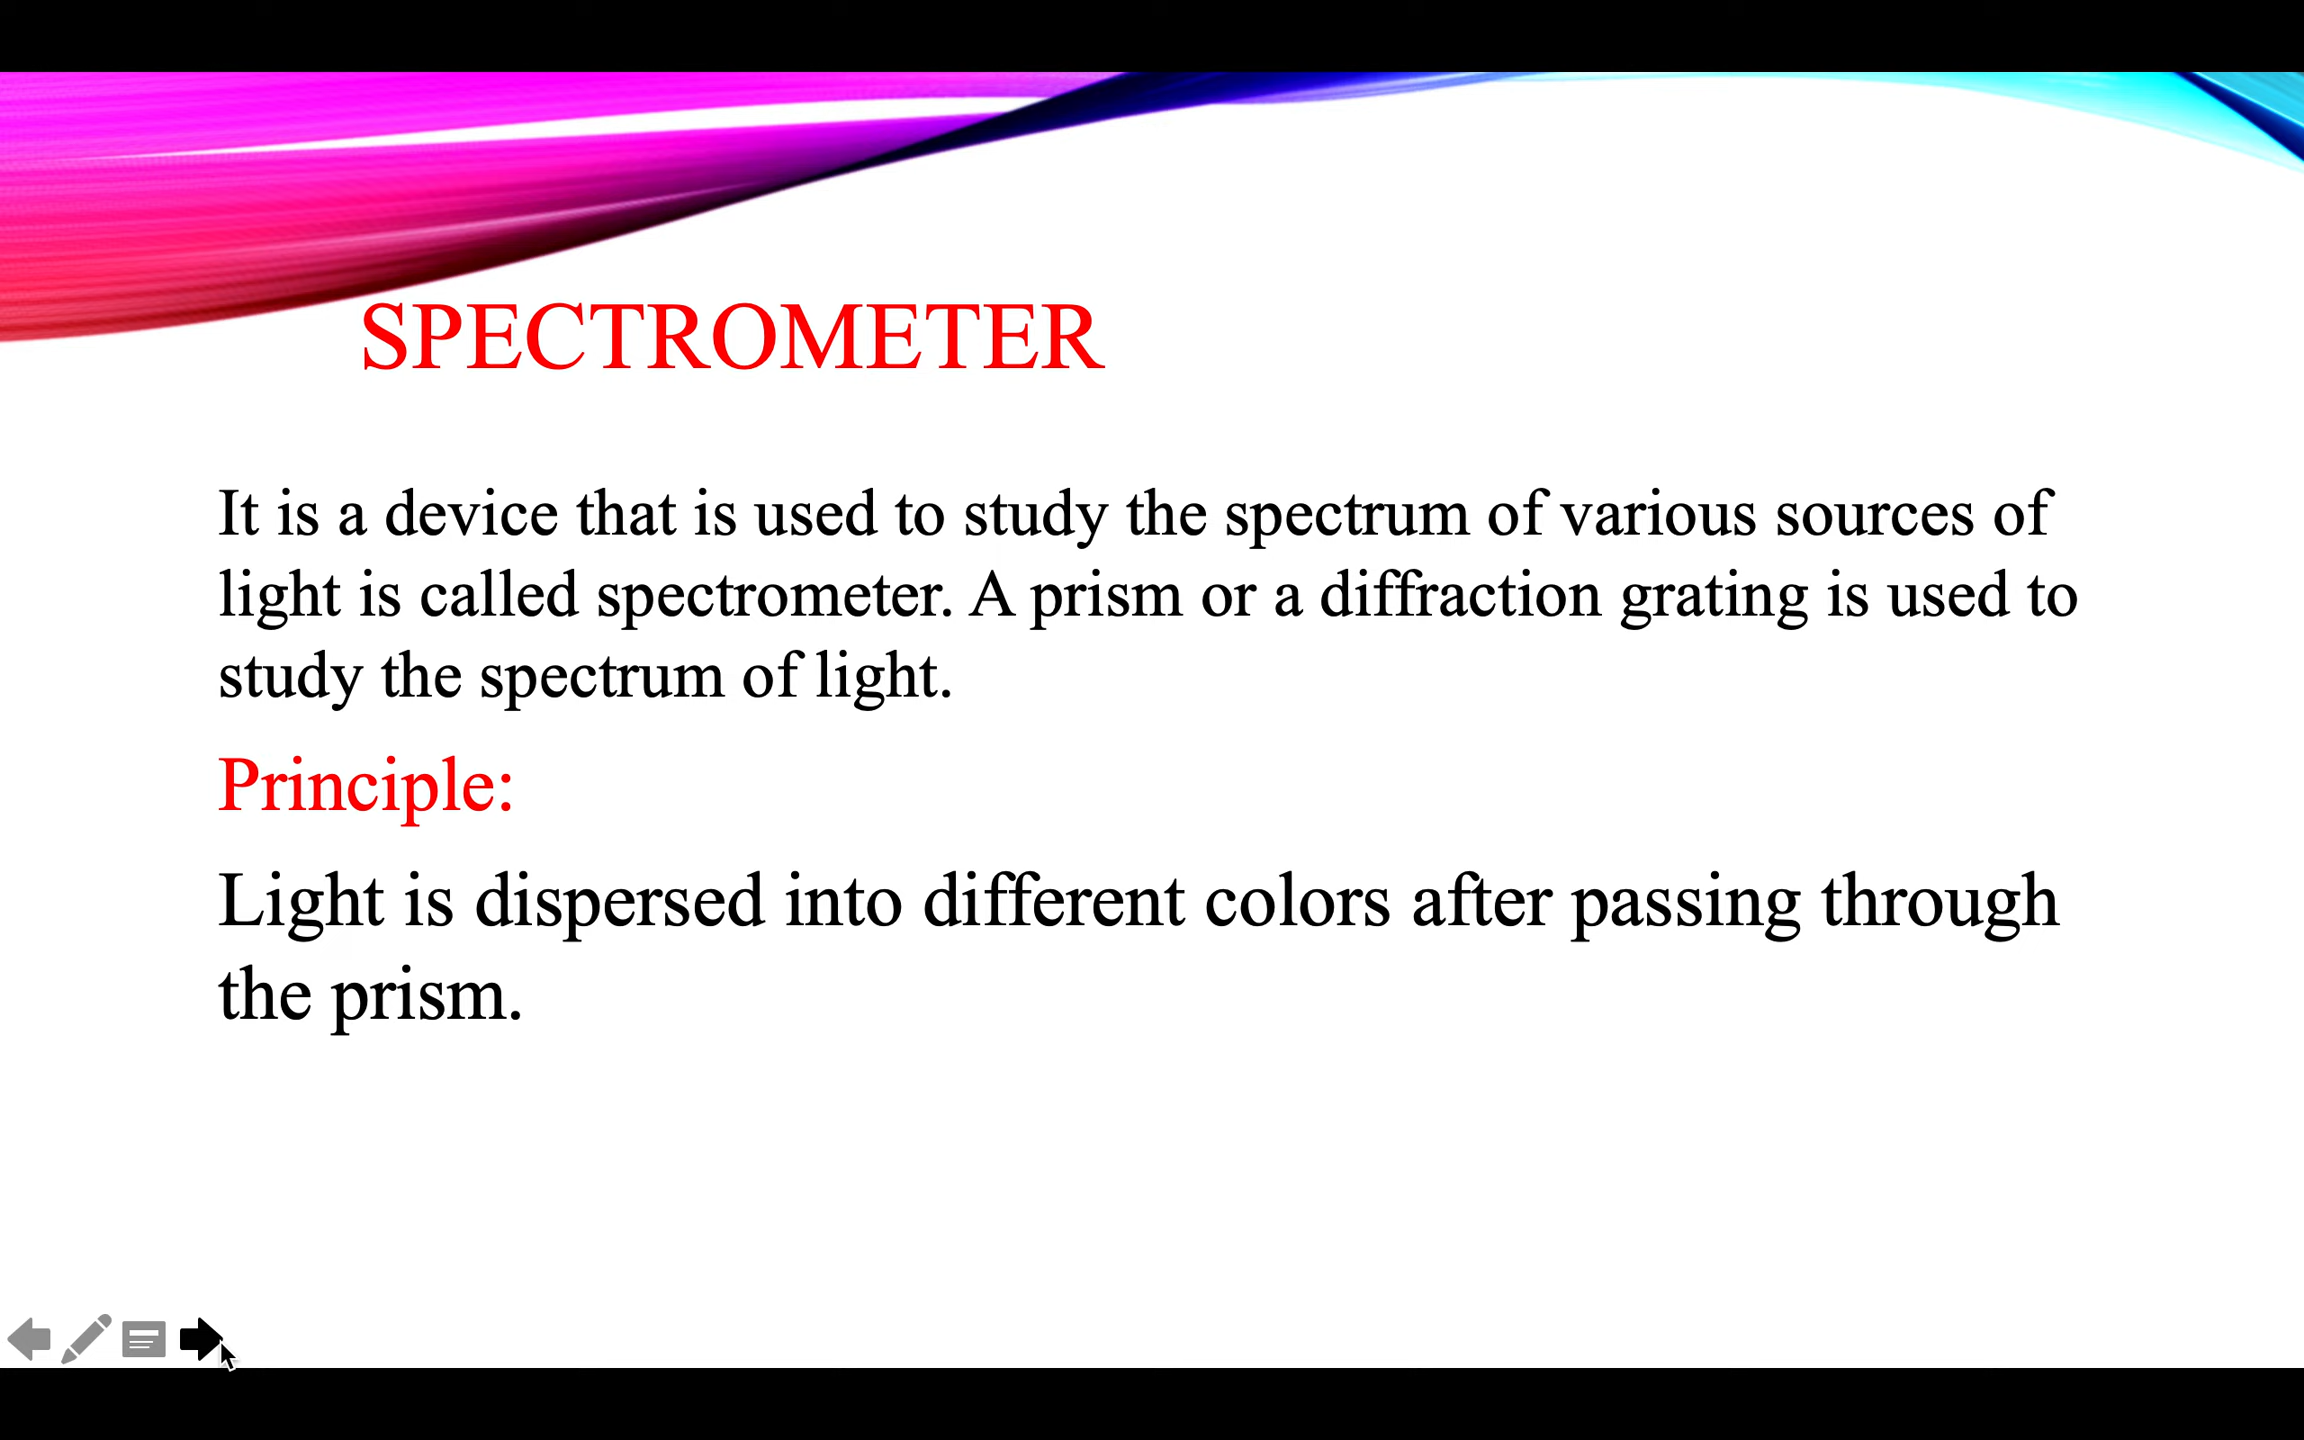 SPECTROMETER
It is a device that is used to study the spectrum of various sources of
light is called spectrometer. A prism or a diffraction grating is used to
study the spectrum of light.
Principle:
Light is dispersed into different colors after passing through
the prism.